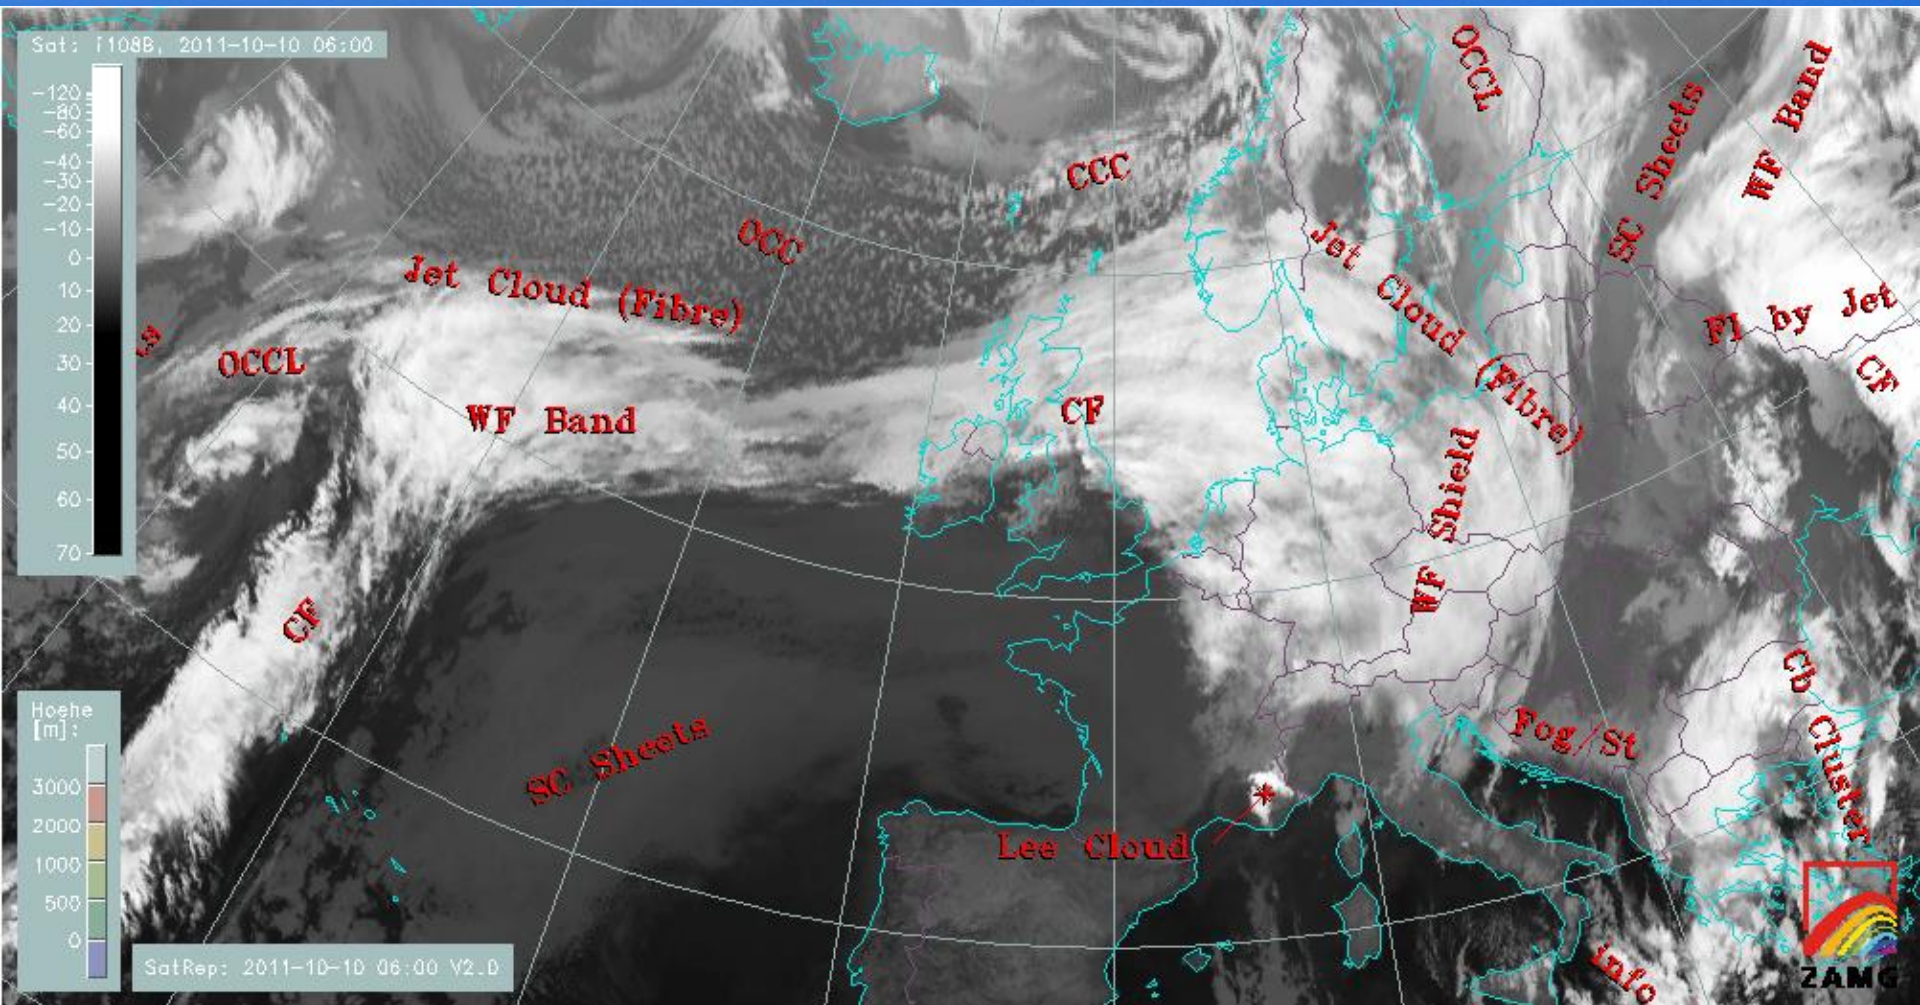 Sat: i108B, 2011-10-10 06:00
-120
-80
-60
-40
-30
-20
-10
0
10
20
30
40
50
60
70
OCCL
SC Sheets
WF Band
CCC
OCC
Jet Cloud (Fibre)
Jet Cloud (Fibre)
OCCL
WF Band
CF
Fl by Jet
CF
WF Shield
CF
Cb Cluster
Fog/St
SC Sheets
Lee Cloud
Hoehe
[m]:
3000
2000
1000
500
0
SatRep: 2011-10-10 06:00 V2.0
info
ZAMG